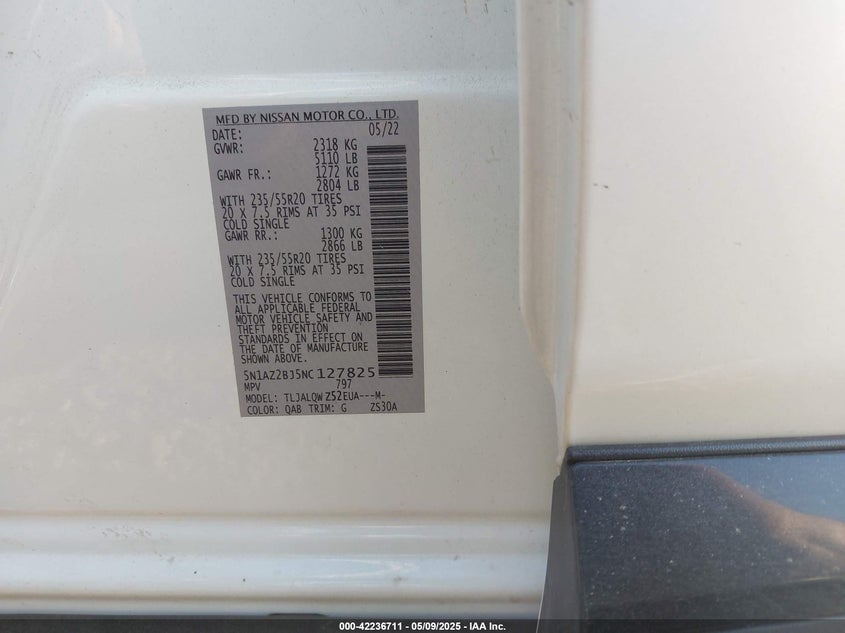 MFD BY NISSAN MOTOR CO., LTD.
DATE: 05/22
GVWR: 2318 KG
5110 LB
GAWR FR.: 1272 KG
2804 LB
WITH 235/55R20 TIRES
20 X 7.5 RIMS AT 35 PSI
COLD SINGLE
GAWR RR.: 1300 KG
2866 LB
WITH 235/55R20 TIRES
20 X 7.5 RIMS AT 35 PSI
COLD SINGLE
THIS VEHICLE CONFORMS TO
ALL APPLICABLE FEDERAL
MOTOR VEHICLE SAFETY AND
THEFT PREVENTION
STANDARDS IN EFFECT ON
THE DATE OF MANUFACTURE
SHOWN ABOVE.
5N1AZ2BJ5NC127825
MPV 797
MODEL: TLJALQWZ52EUA---M-
COLOR: QAB TRIM: G ZS30A
000-42236711 — 05/09/2025 — IAA Inc.